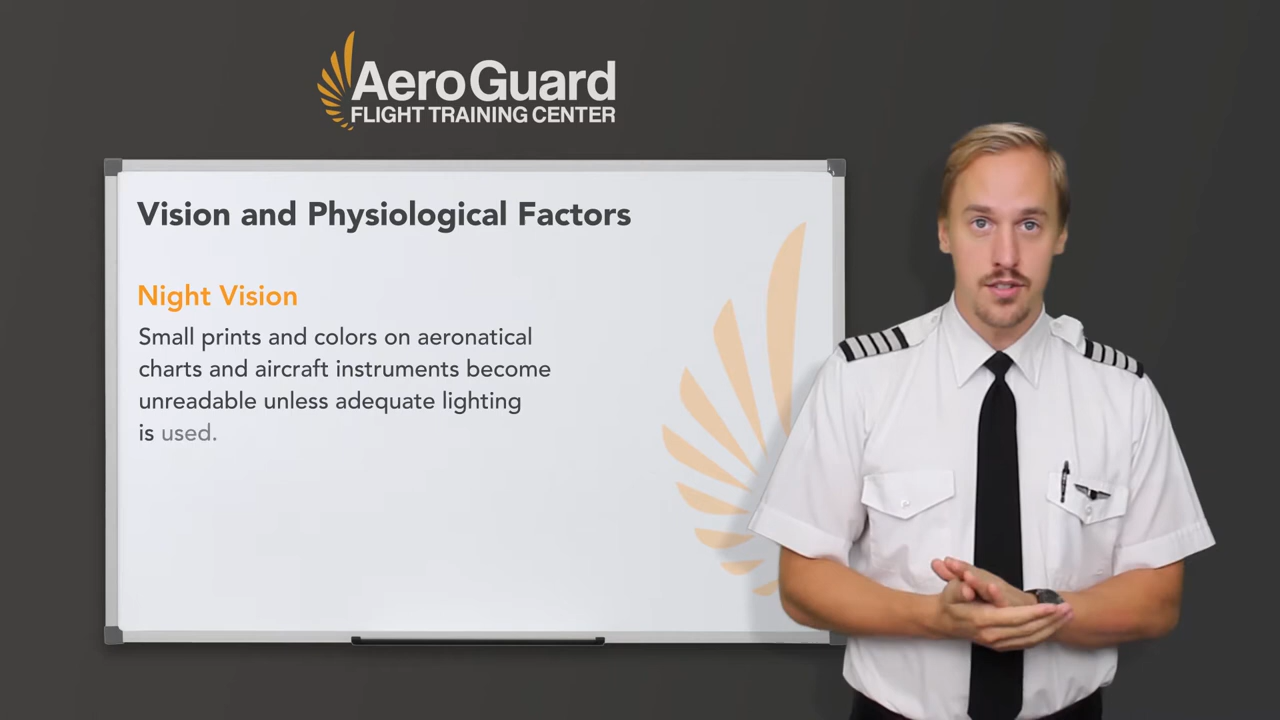 AeroGuard
FLIGHT TRAINING CENTER
Vision and Physiological Factors
Night Vision
Small prints and colors on aeronatical
charts and aircraft instruments become
unreadable unless adequate lighting
is used.